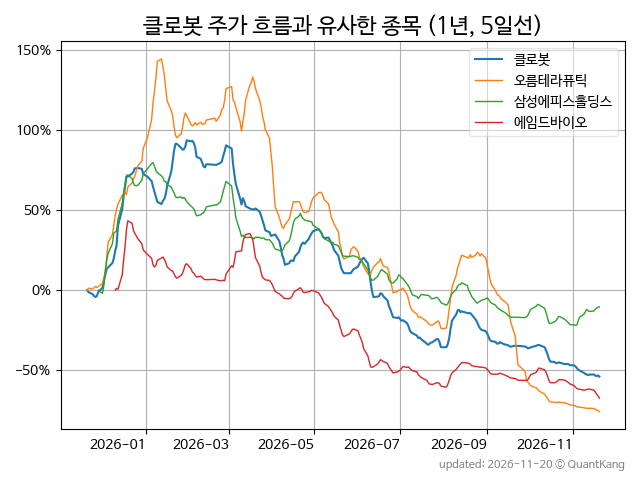 클로봇 주가 흐름과 유사한 종목 (1년, 5일선)
150%
100%
50%
0%
−50%
클로봇
오름테라퓨틱
삼성에피스홀딩스
에임드바이오
2026-01 2026-03 2026-05 2026-07 2026-09 2026-11
updated: 2026-11-20 © QuantKang